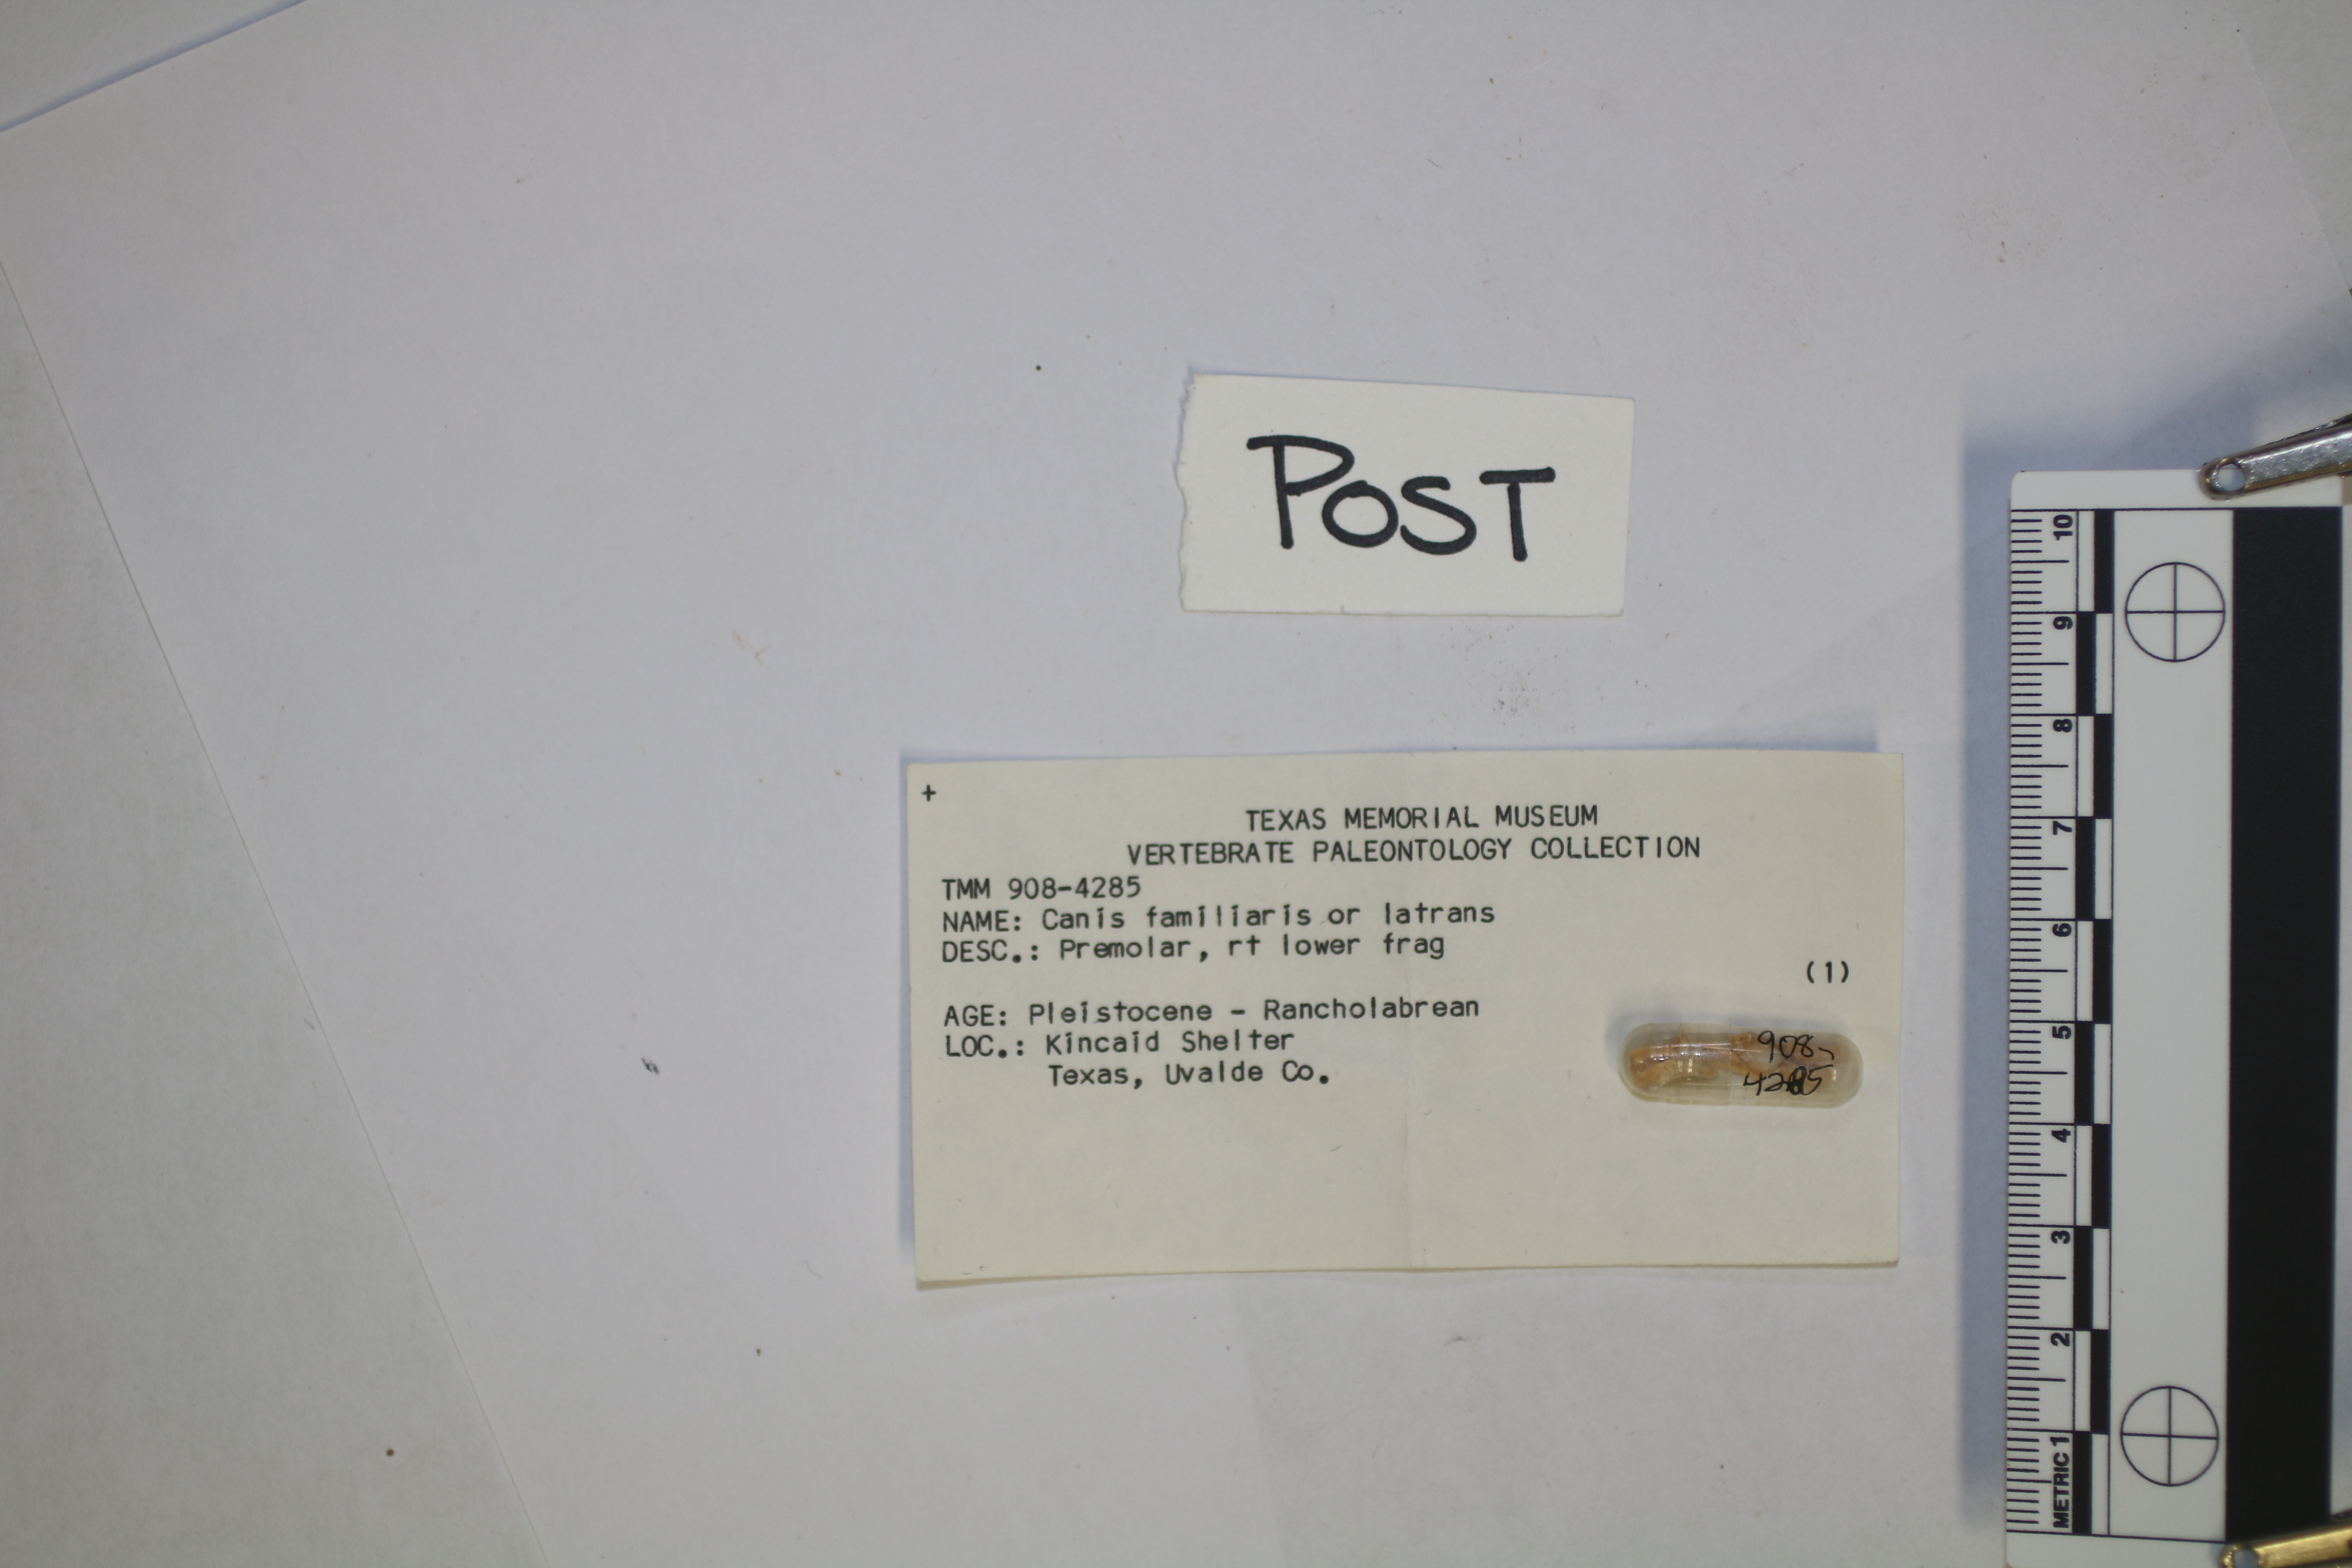 +
TEXAS MEMORIAL MUSEUM
VERTEBRATE PALEONTOLOGY COLLECTION
TMM 908-4285
NAME: Canis familiaris or latrans
DESC.: Premolar, rt lower frag
(1)
AGE: Pleistocene - Rancholabrean
LOC.: Kincaid Shelter
Texas, Uvalde Co.
908-
4285
POST
METRIC 1 2 3 4 5 6 7 8 9 10